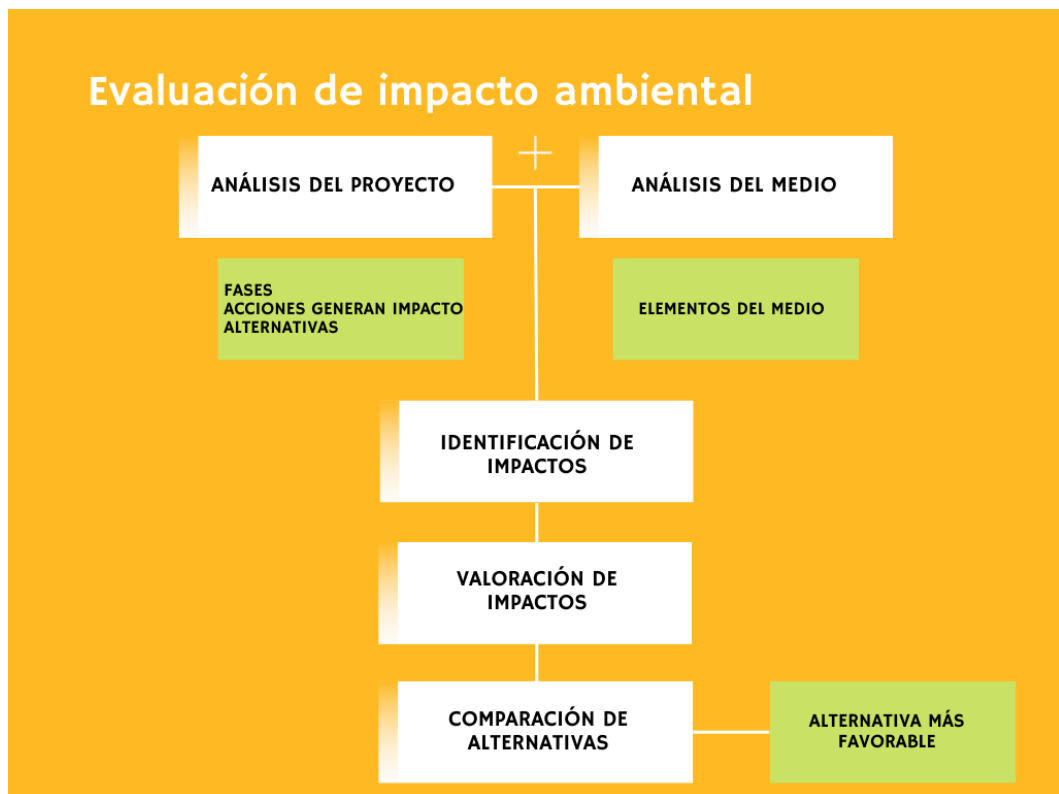 Evaluación de impacto ambiental
ANÁLISIS DEL PROYECTO
ANÁLISIS DEL MEDIO
FASES
ACCIONES GENERAN IMPACTO
ALTERNATIVAS
ELEMENTOS DEL MEDIO
IDENTIFICACIÓN DE
IMPACTOS
VALORACIÓN DE
IMPACTOS
COMPARACIÓN DE
ALTERNATIVAS
ALTERNATIVA MÁS
FAVORABLE